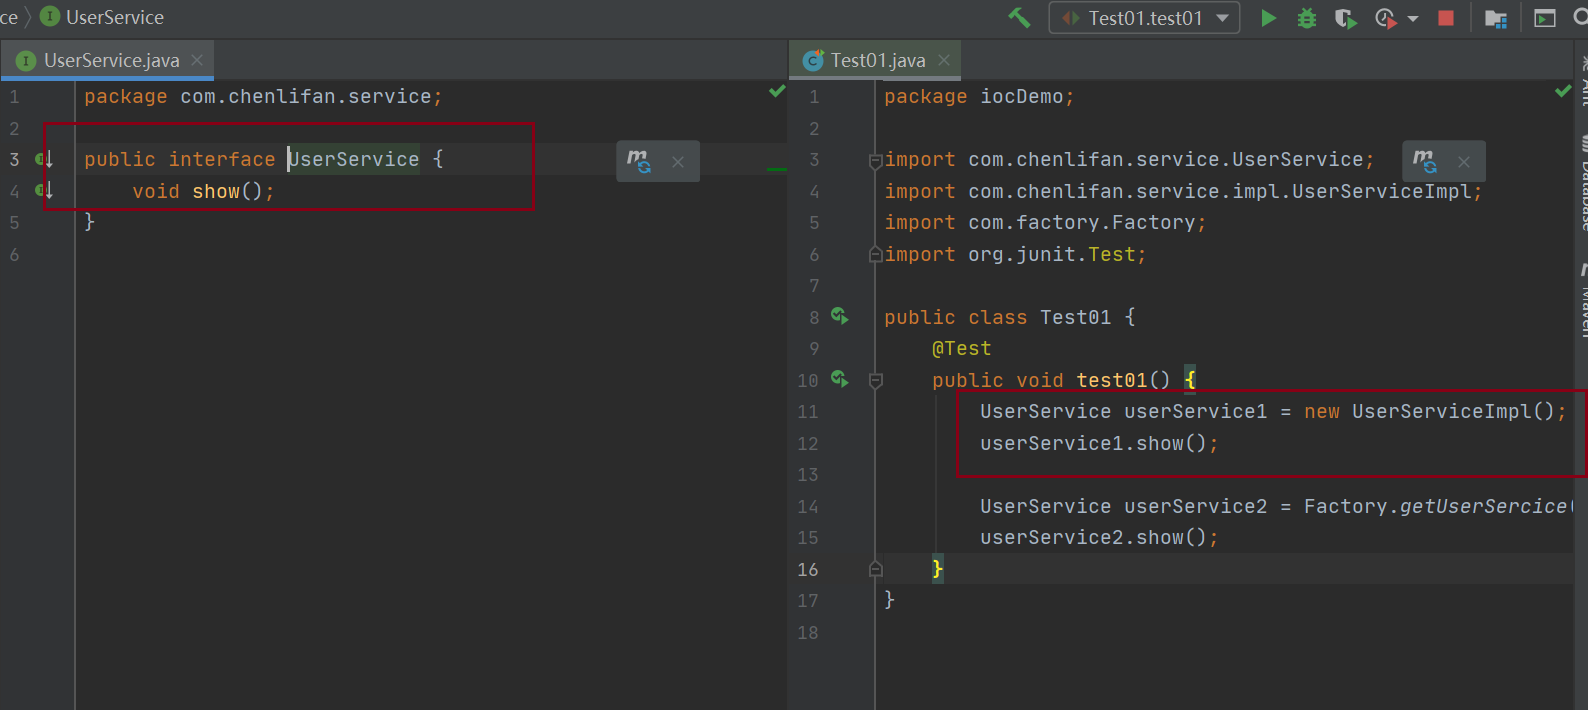 ce UserService
Test01.test01
UserService.java
Test01.java
1 package com.chenlifan.service;
2
3 public interface UserService {
4 void show();
5 }
6
1 package iocDemo;
2
3 import com.chenlifan.service.UserService;
4 import com.chenlifan.service.impl.UserServiceImpl;
5 import com.factory.Factory;
6 import org.junit.Test;
7
8 public class Test01 {
9 @Test
10 public void test01() {
11 UserService userService1 = new UserServiceImpl();
12 userService1.show();
13
14 UserService userService2 = Factory.getUserSercice(
15 userService2.show();
16 }
17 }
18
Ant
Database
Maven